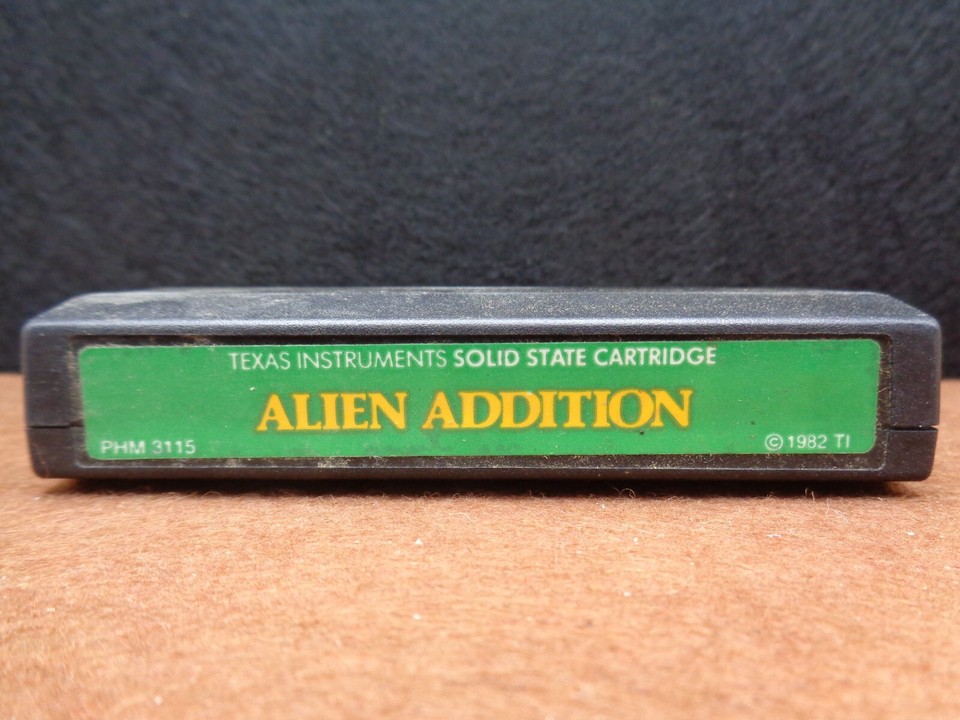 TEXAS INSTRUMENTS SOLID STATE CARTRIDGE
ALIEN ADDITION
PHM 3115
©1982 TI